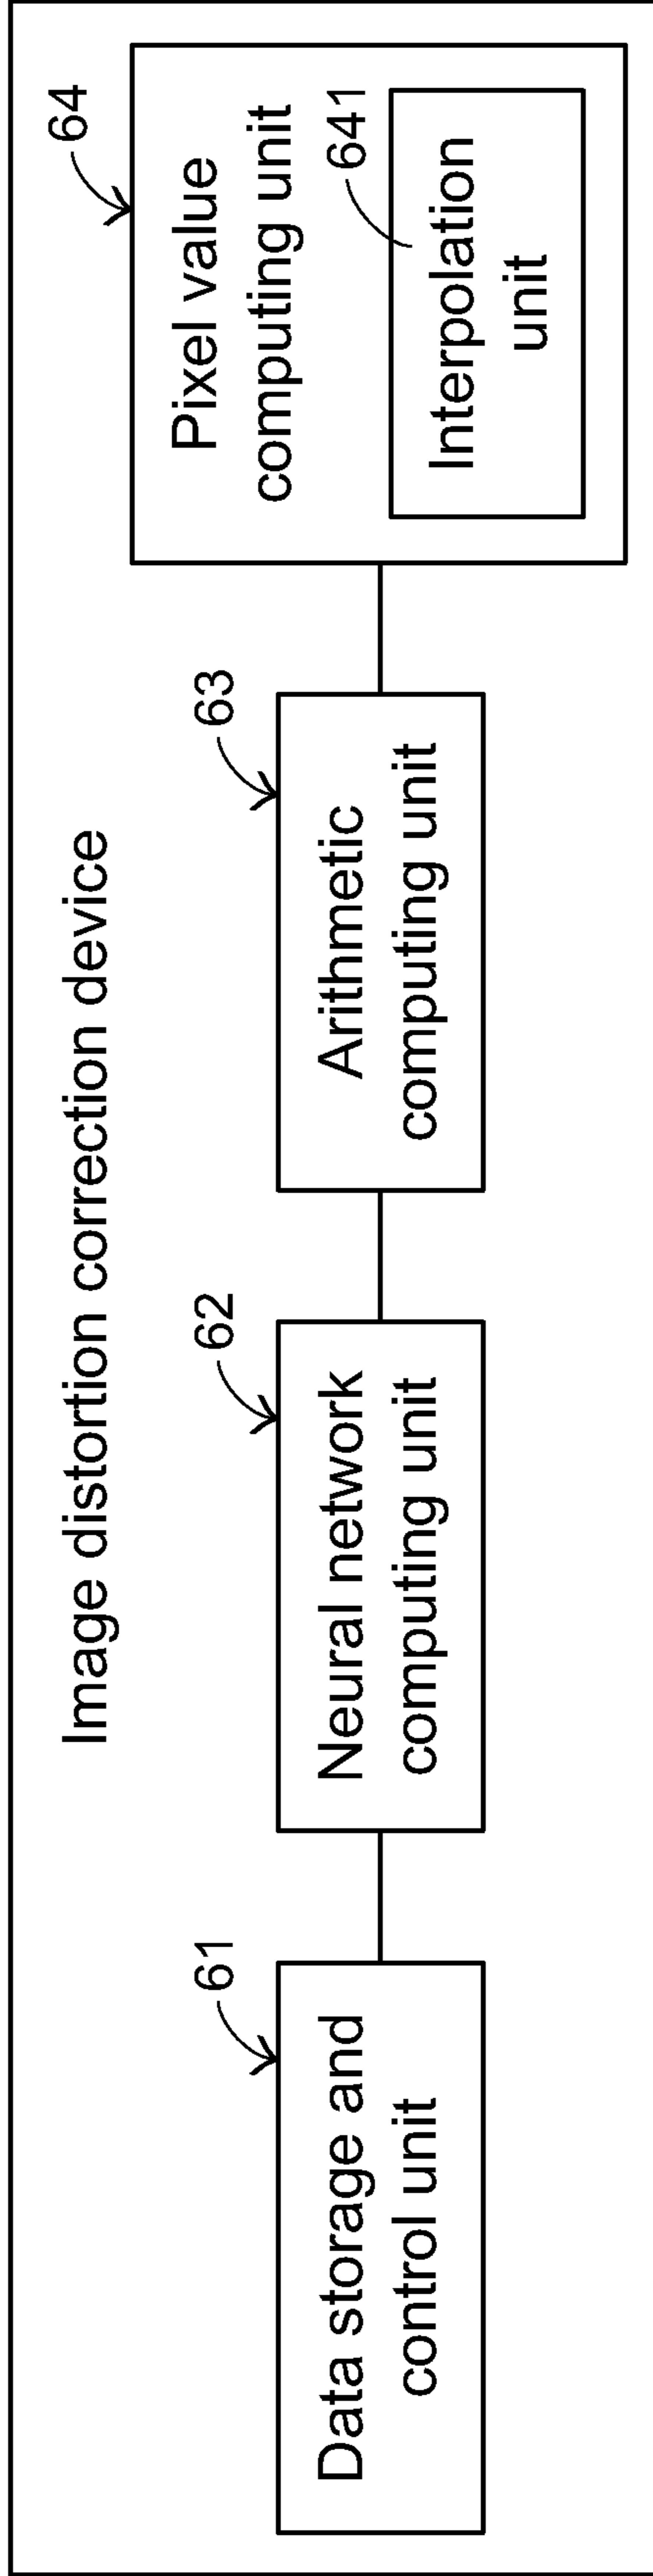 Image distortion correction device
61
Data storage and
control unit
62
Neural network
computing unit
63
Arithmetic
computing unit
64
Pixel value
computing unit
641
Interpolation
unit